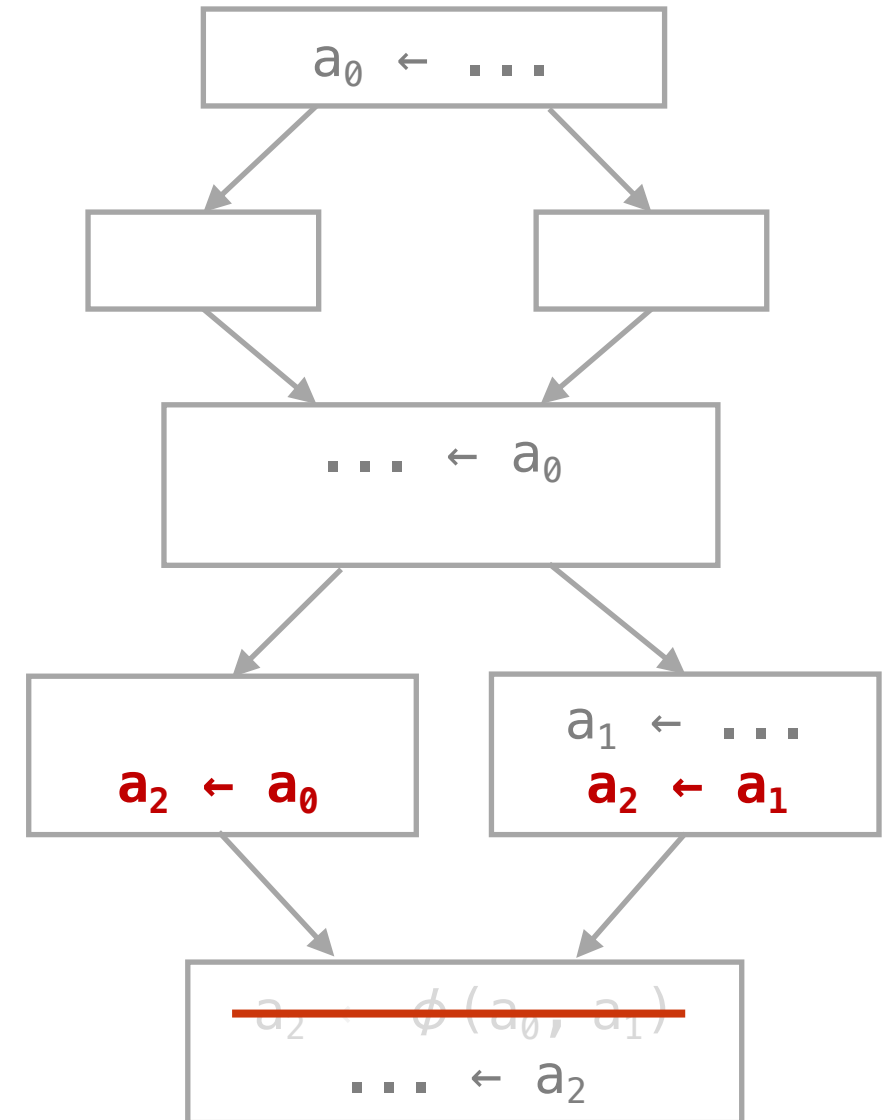 a₀ ← ...
... ← a₀
a₂ ← a₀
a₁ ← ...
a₂ ← a₁
a₂ ← ϕ(a₀, a₁)
... ← a₂